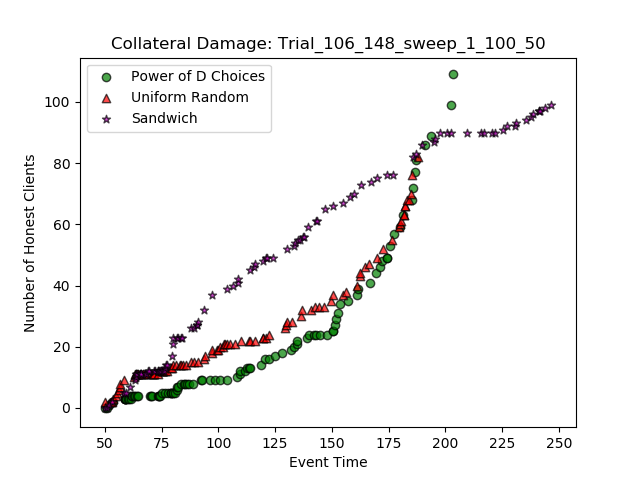 Collateral Damage: Trial_106_148_sweep_1_100_50
Power of D Choices
Uniform Random
Sandwich
100
80
60
40
20
0
Number of Honest Clients
50 75 100 125 150 175 200 225 250
Event Time